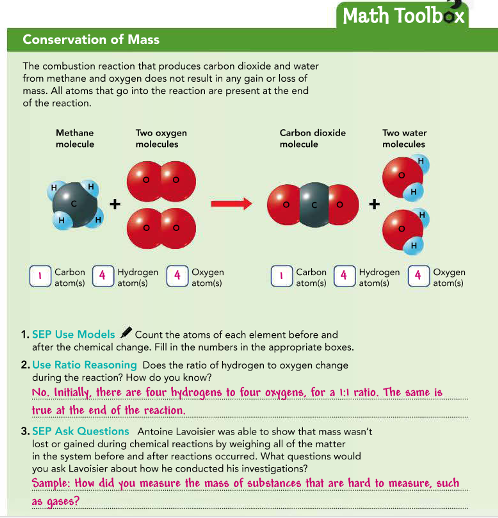 Math Toolbox
Conservation of Mass
The combustion reaction that produces carbon dioxide and water
from methane and oxygen does not result in any gain or loss of
mass. All atoms that go into the reaction are present at the end
of the reaction.
Methane
molecule
Two oxygen
molecules
Carbon dioxide
molecule
Two water
molecules
H H C H H + O O O O
O C O + H O H H O H
1 Carbon
atom(s)
4 Hydrogen
atom(s)
4 Oxygen
atom(s)
1 Carbon
atom(s)
4 Hydrogen
atom(s)
4 Oxygen
atom(s)
1. SEP Use Models Count the atoms of each element before and
after the chemical change. Fill in the numbers in the appropriate boxes.
2. Use Ratio Reasoning Does the ratio of hydrogen to oxygen change
during the reaction? How do you know?
No. Initially, there are four hydrogens to four oxygens, for a 1:1 ratio. The same is
true at the end of the reaction.
3. SEP Ask Questions Antoine Lavoisier was able to show that mass wasn't
lost or gained during chemical reactions by weighing all of the matter
in the system before and after reactions occurred. What questions would
you ask Lavoisier about how he conducted his investigations?
Sample: How did you measure the mass of substances that are hard to measure, such
as gases?